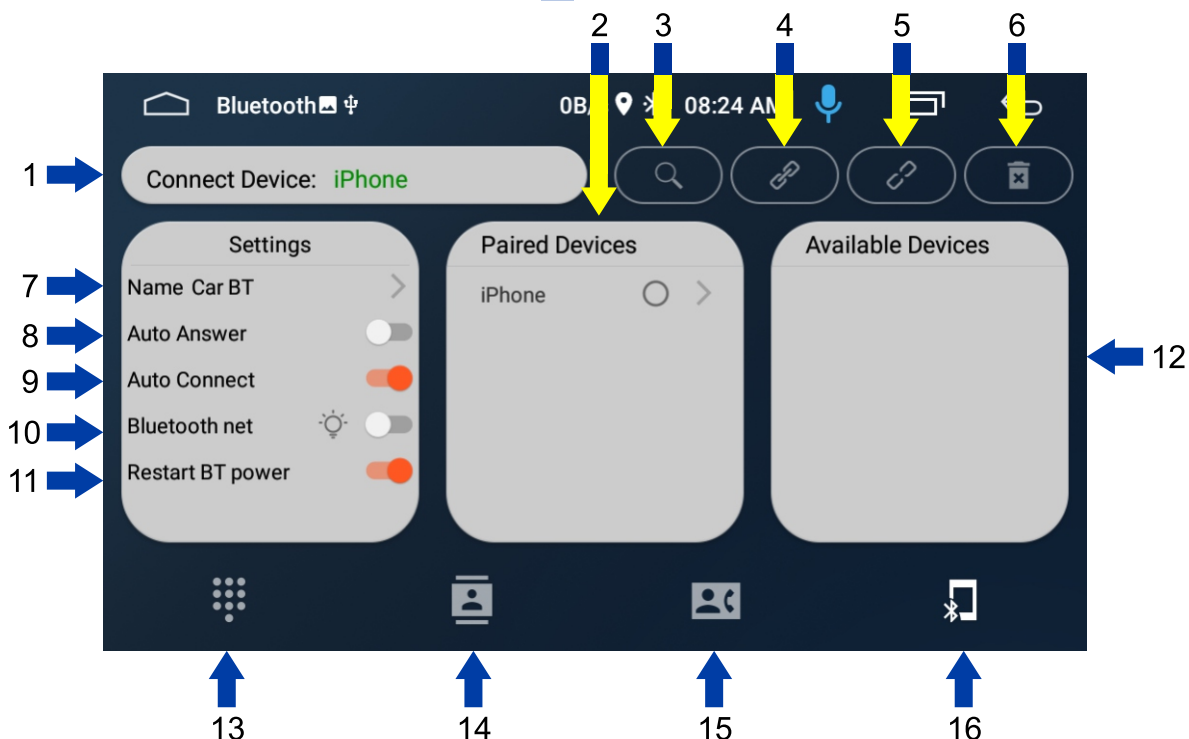 2 3 4 5 6
Bluetooth 0B/ 08:24 AM
1 Connect Device: iPhone
Settings Paired Devices Available Devices
7 Name Car BT iPhone
8 Auto Answer
9 Auto Connect 12
10 Bluetooth net
11 Restart BT power
13 14 15 16